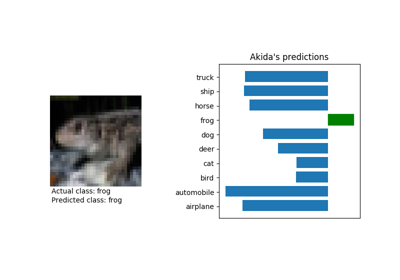 Akida's predictions
truck
ship
horse
frog
dog
deer
cat
bird
automobile
airplane
Actual class: frog
Predicted class: frog